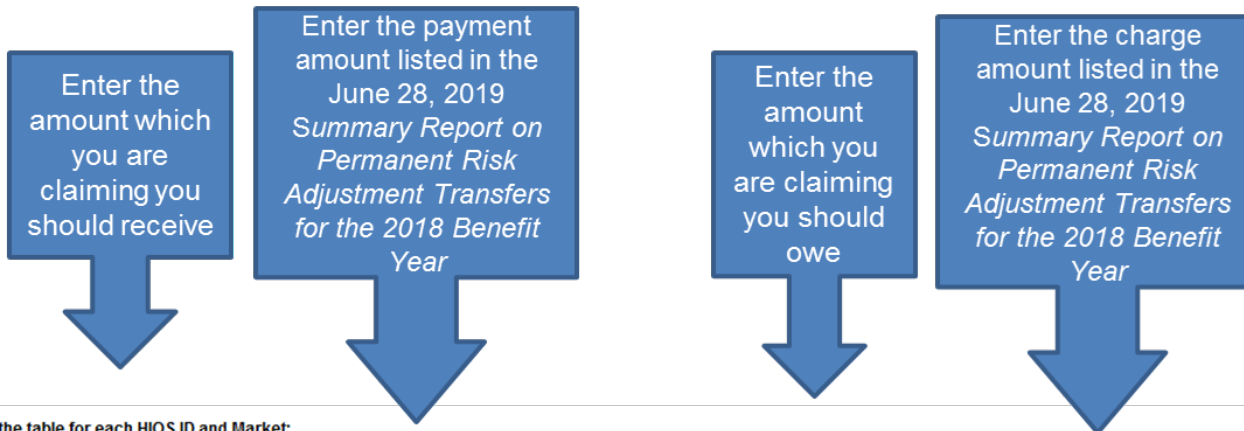 Enter the
amount which
you are
claiming you
should receive
Enter the payment
amount listed in the
June 28, 2019
Summary Report on
Permanent Risk
Adjustment Transfers
for the 2018 Benefit
Year
Enter the
amount
which you
are claiming
you should
owe
Enter the charge
amount listed in the
June 28, 2019
Summary Report on
Permanent Risk
Adjustment Transfers
for the 2018 Benefit
Year
the table for each HIOS ID and Market: